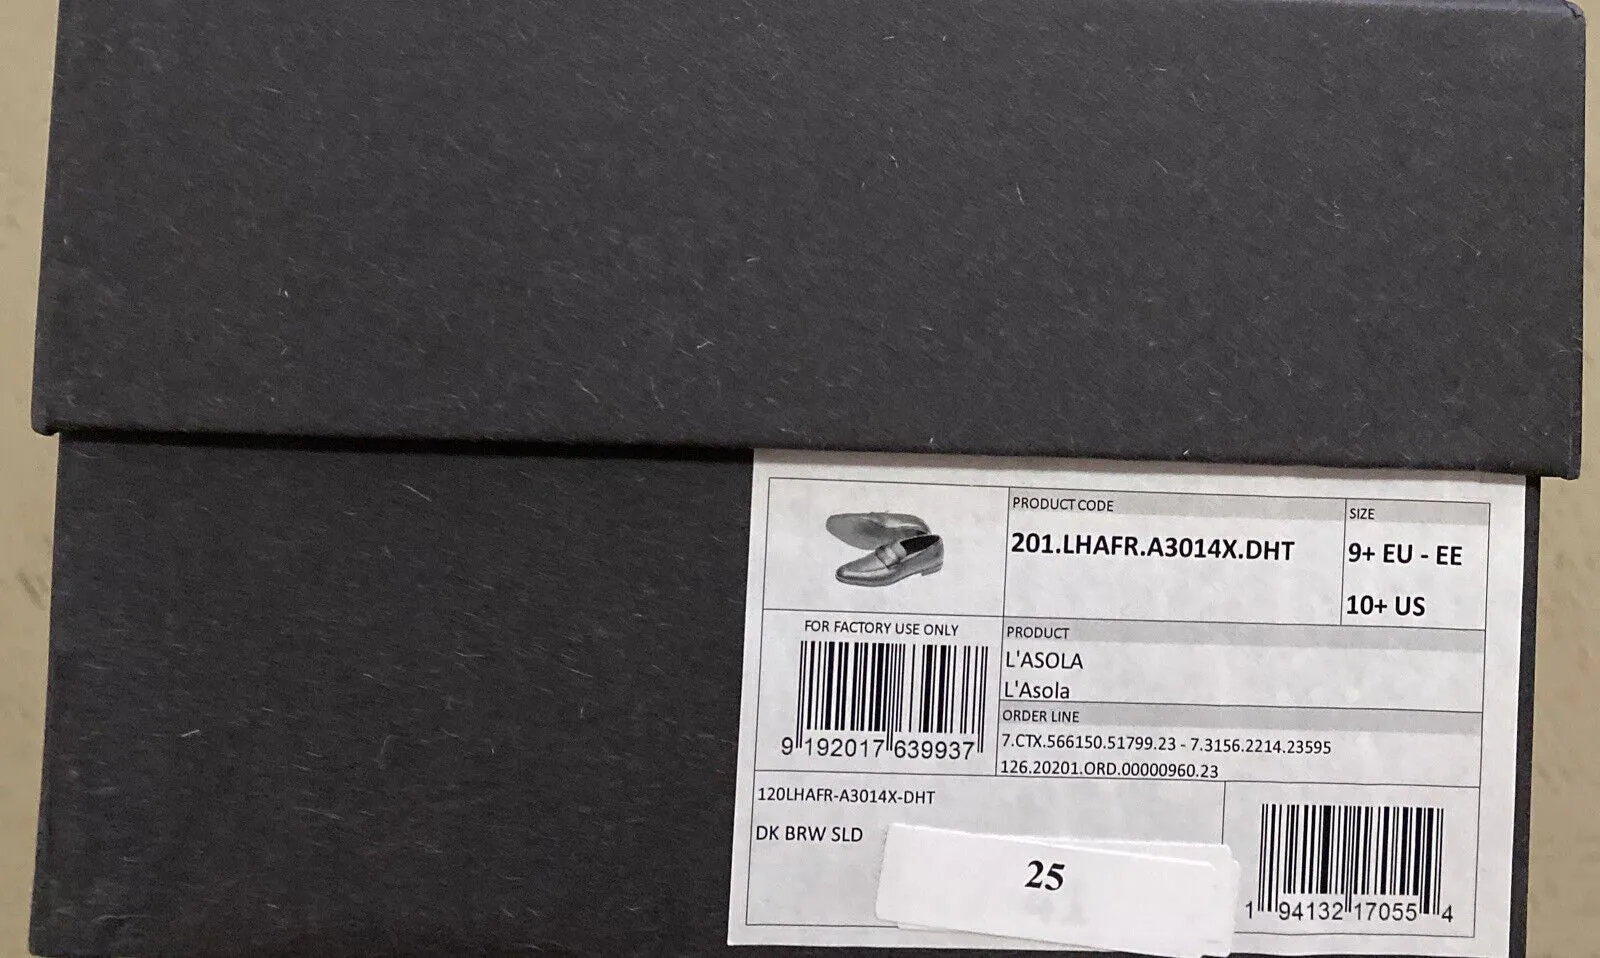 PRODUCT CODE
201.LHAFR.A3014X.DHT
SIZE
9+ EU - EE
10+ US
FOR FACTORY USE ONLY
9 192017 639937
PRODUCT
L'ASOLA
L'Asola
ORDER LINE
7.CTX.566150.51799.23 - 7.3156.2214.23595
126.20201.ORD.00000960.23
120LHAFR-A3014X-DHT
DK BRW SLD
25
1 94132 17055 4